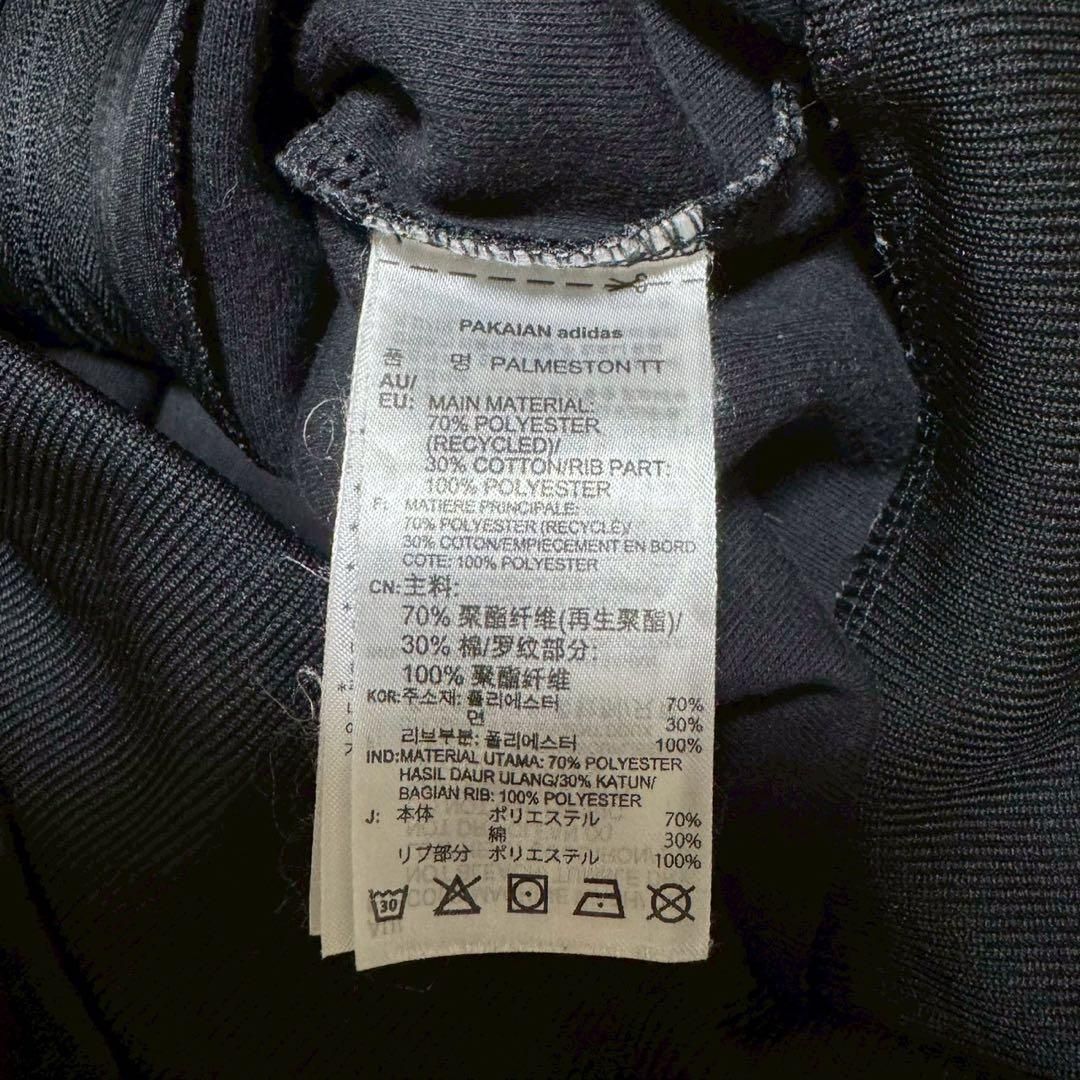 PAKAIAN adidas
품 명 PALMESTON TT
AU/
EU: MAIN MATERIAL:
70% POLYESTER
(RECYCLED)/
30% COTTON/RIB PART:
100% POLYESTER
F: MATIÈRE PRINCIPALE:
70% POLYESTER (RECYCLÉ)/
30% COTON/EMPIECEMENT EN BORD
COTE: 100% POLYESTER
CN: 主料:
70% 聚酯纤维(再生聚酯)/
30% 棉/罗纹部分:
100% 聚酯纤维
KOR: 주소재: 폴리에스터 70%
면 30%
리브부분: 폴리에스터 100%
IND: MATERIAL UTAMA: 70% POLYESTER
HASIL DAUR ULANG/30% KATUN/
BAGIAN RIB: 100% POLYESTER
J: 本体 ポリエステル 70%
綿 30%
リブ部分 ポリエステル 100%
30